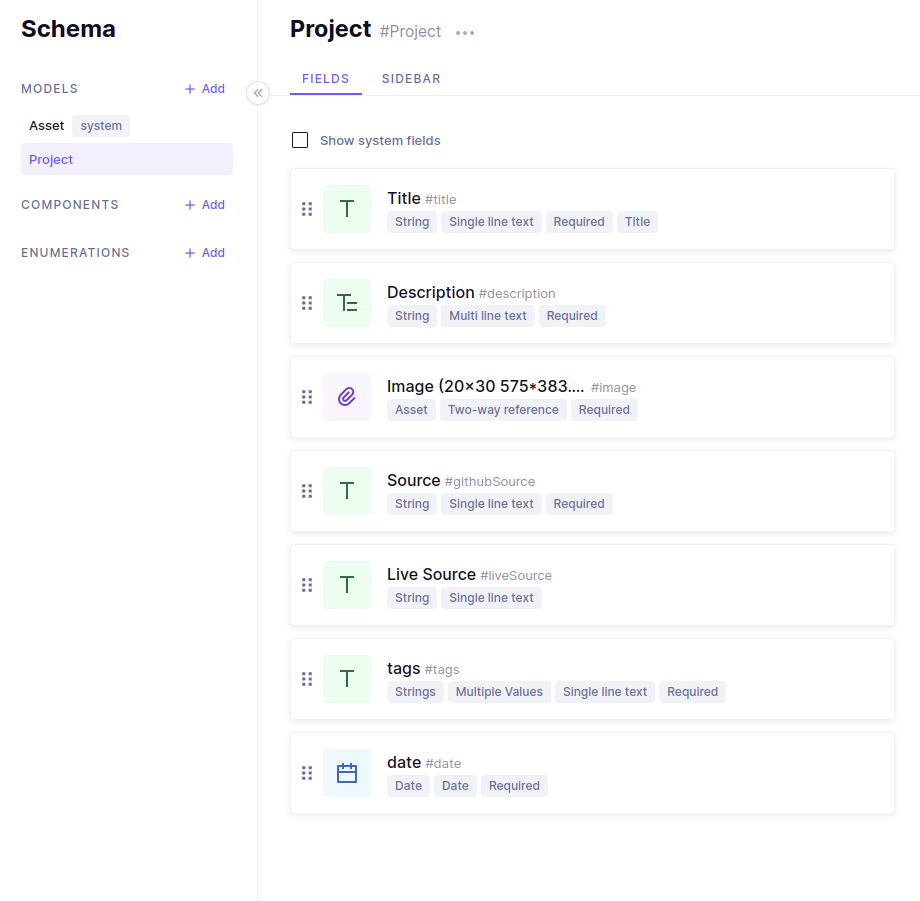 Schema
MODELS + Add
Asset system
Project
COMPONENTS + Add
ENUMERATIONS + Add
Project #Project
FIELDS SIDEBAR
Show system fields
Title #title
String Single line text Required Title
Description #description
String Multi line text Required
Image (20×30 575*383.... #image
Asset Two-way reference Required
Source #githubSource
String Single line text Required
Live Source #liveSource
String Single line text
tags #tags
Strings Multiple Values Single line text Required
date #date
Date Date Required